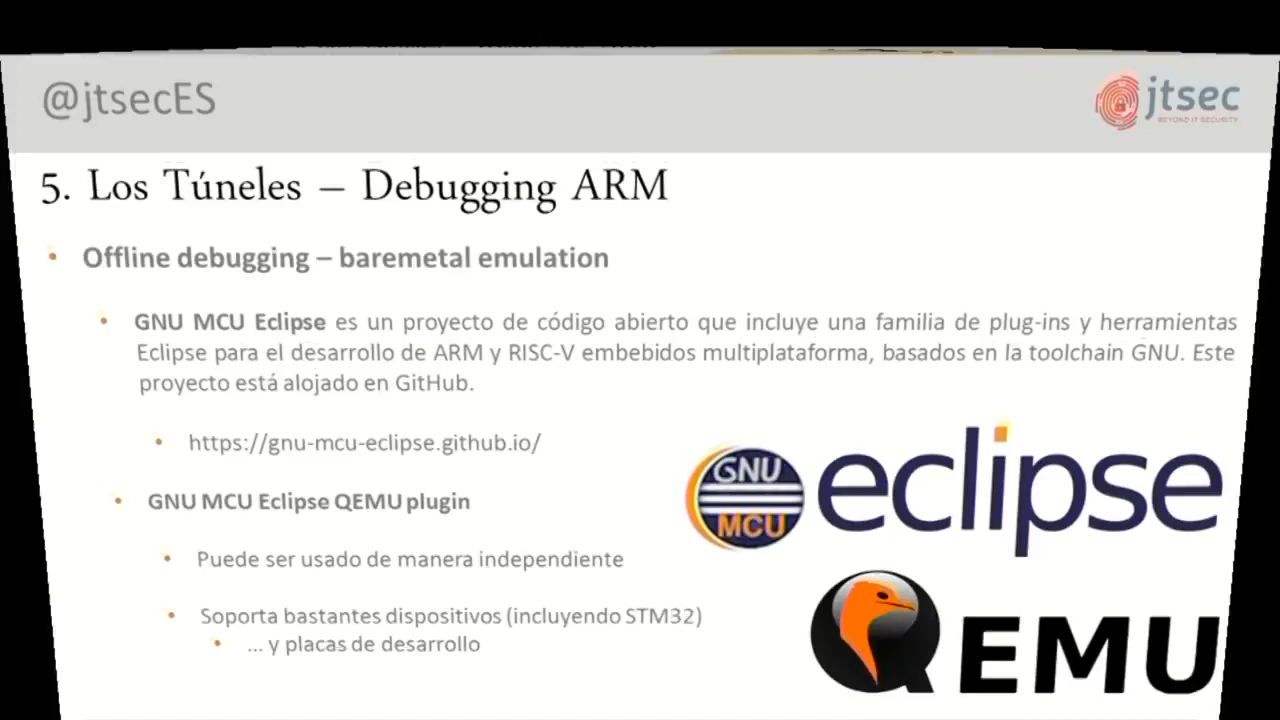 @jtsecES
jtsec
BEYOND IT SECURITY
5. Los Túneles – Debugging ARM
• Offline debugging – baremetal emulation
• GNU MCU Eclipse es un proyecto de código abierto que incluye una familia de plug-ins y herramientas
Eclipse para el desarrollo de ARM y RISC-V embebidos multiplataforma, basados en la toolchain GNU. Este
proyecto está alojado en GitHub.
• https://gnu-mcu-eclipse.github.io/
GNU
MCU
eclipse
• GNU MCU Eclipse QEMU plugin
• Puede ser usado de manera independiente
• Soporta bastantes dispositivos (incluyendo STM32)
• ... y placas de desarrollo
QEMU